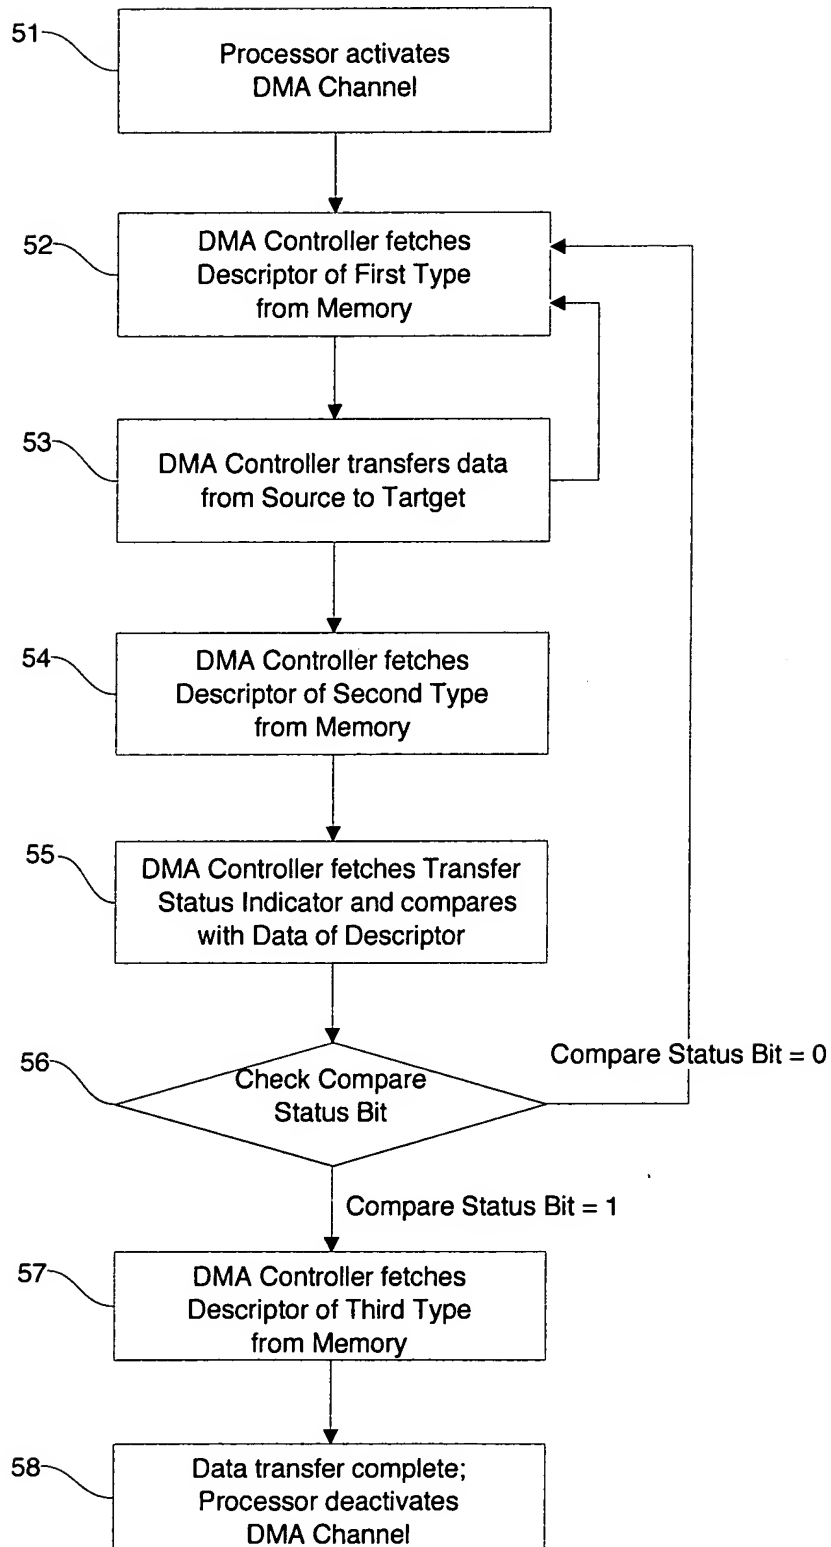 51
Processor activates
DMA Channel
52
DMA Controller fetches
Descriptor of First Type
from Memory
53
DMA Controller transfers data
from Source to Tartget
54
DMA Controller fetches
Descriptor of Second Type
from Memory
55
DMA Controller fetches Transfer
Status Indicator and compares
with Data of Descriptor
56
Check Compare
Status Bit
Compare Status Bit = 0
Compare Status Bit = 1
57
DMA Controller fetches
Descriptor of Third Type
from Memory
58
Data transfer complete;
Processor deactivates
DMA Channel